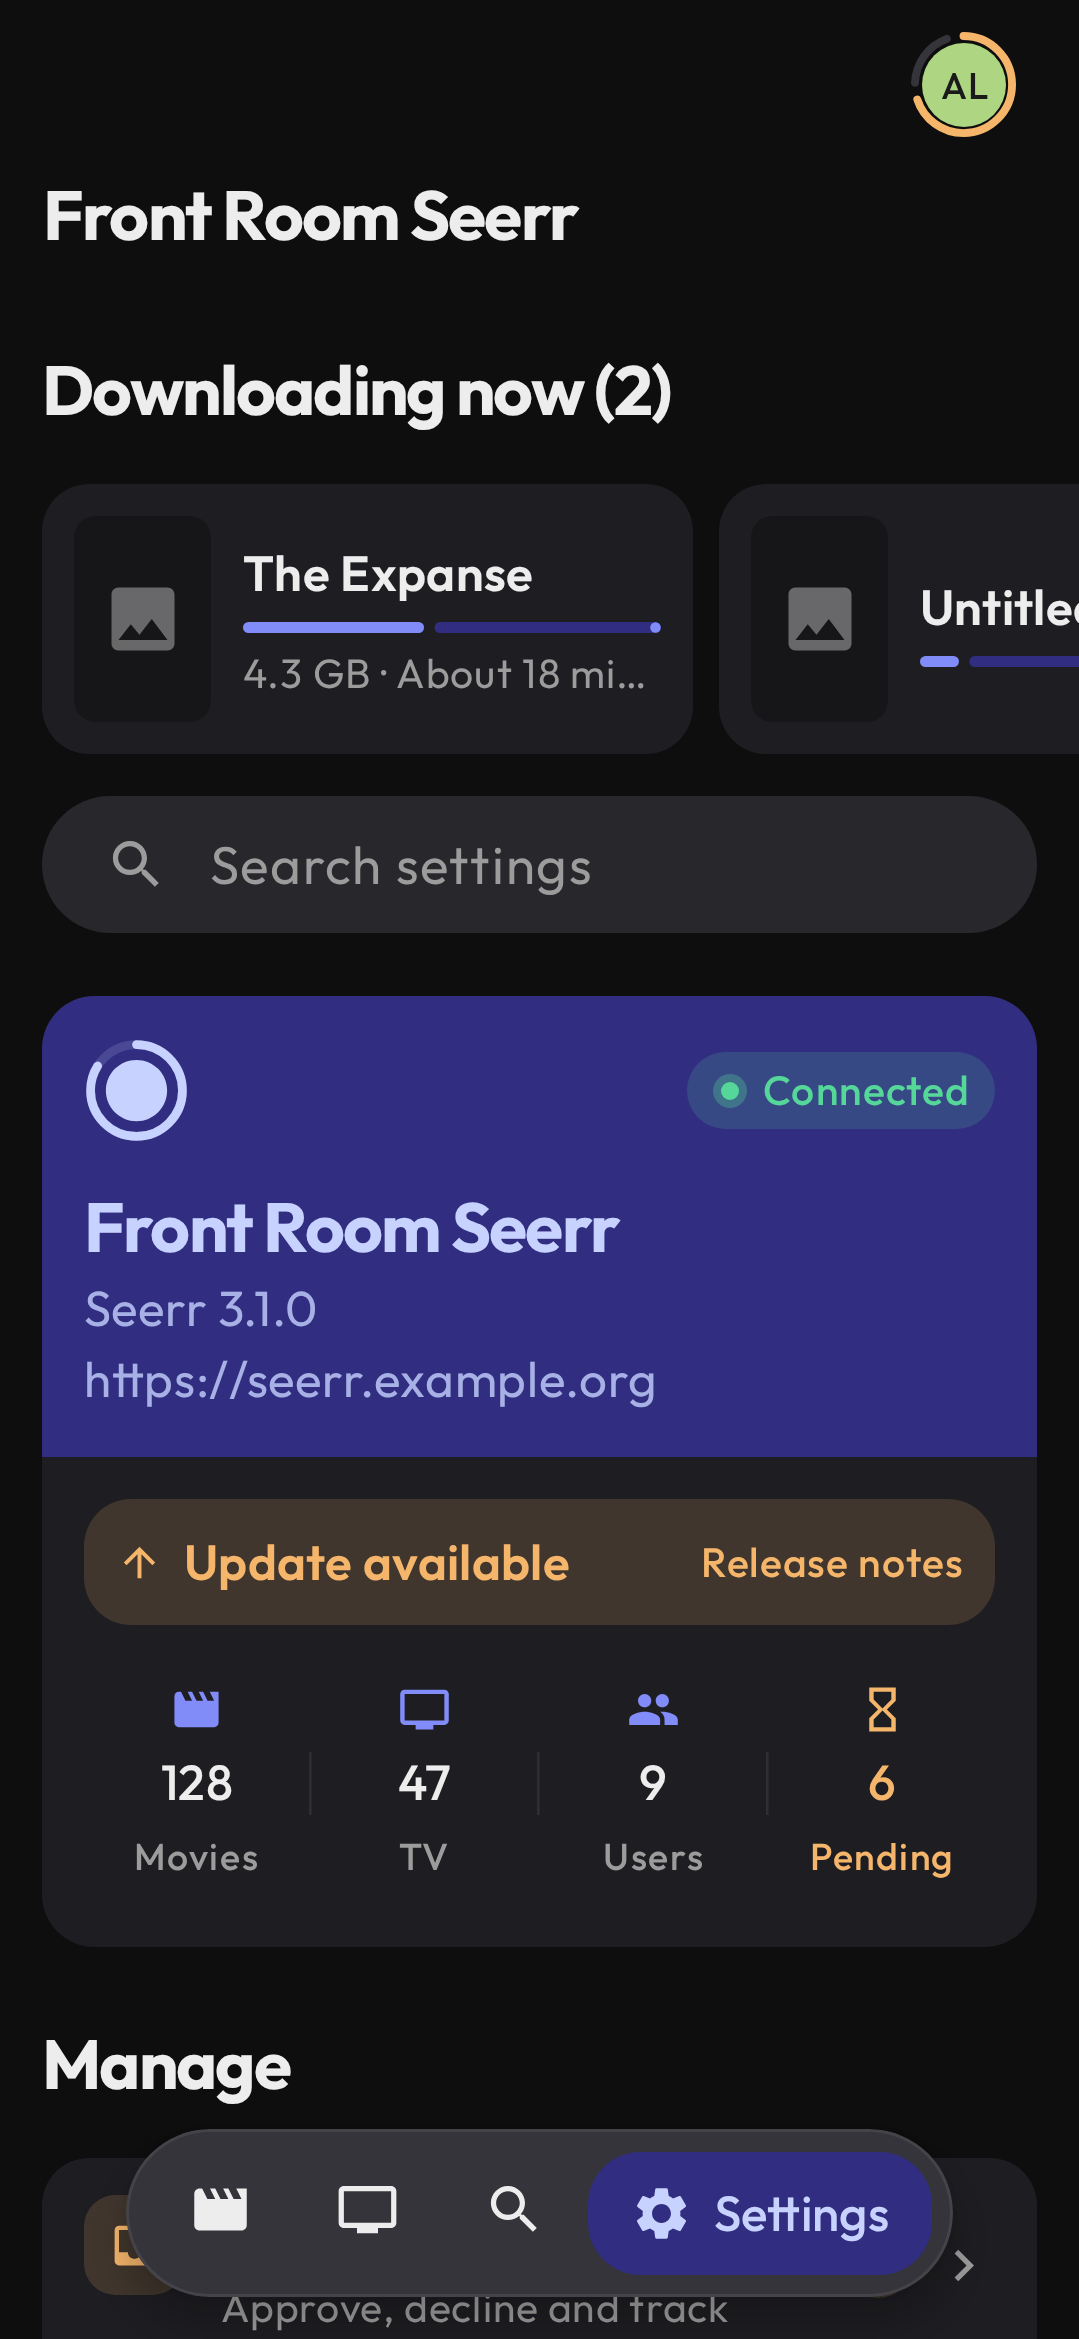 AL
Front Room Seerr
Downloading now (2)
The Expanse
4.3 GB · About 18 mi...
Search settings
Connected
Front Room Seerr
Seerr 3.1.0
https://seerr.example.org
Update available
Release notes
128
47
9
6
Movies
TV
Users
Pending
Manage
Settings
Approve, decline and track